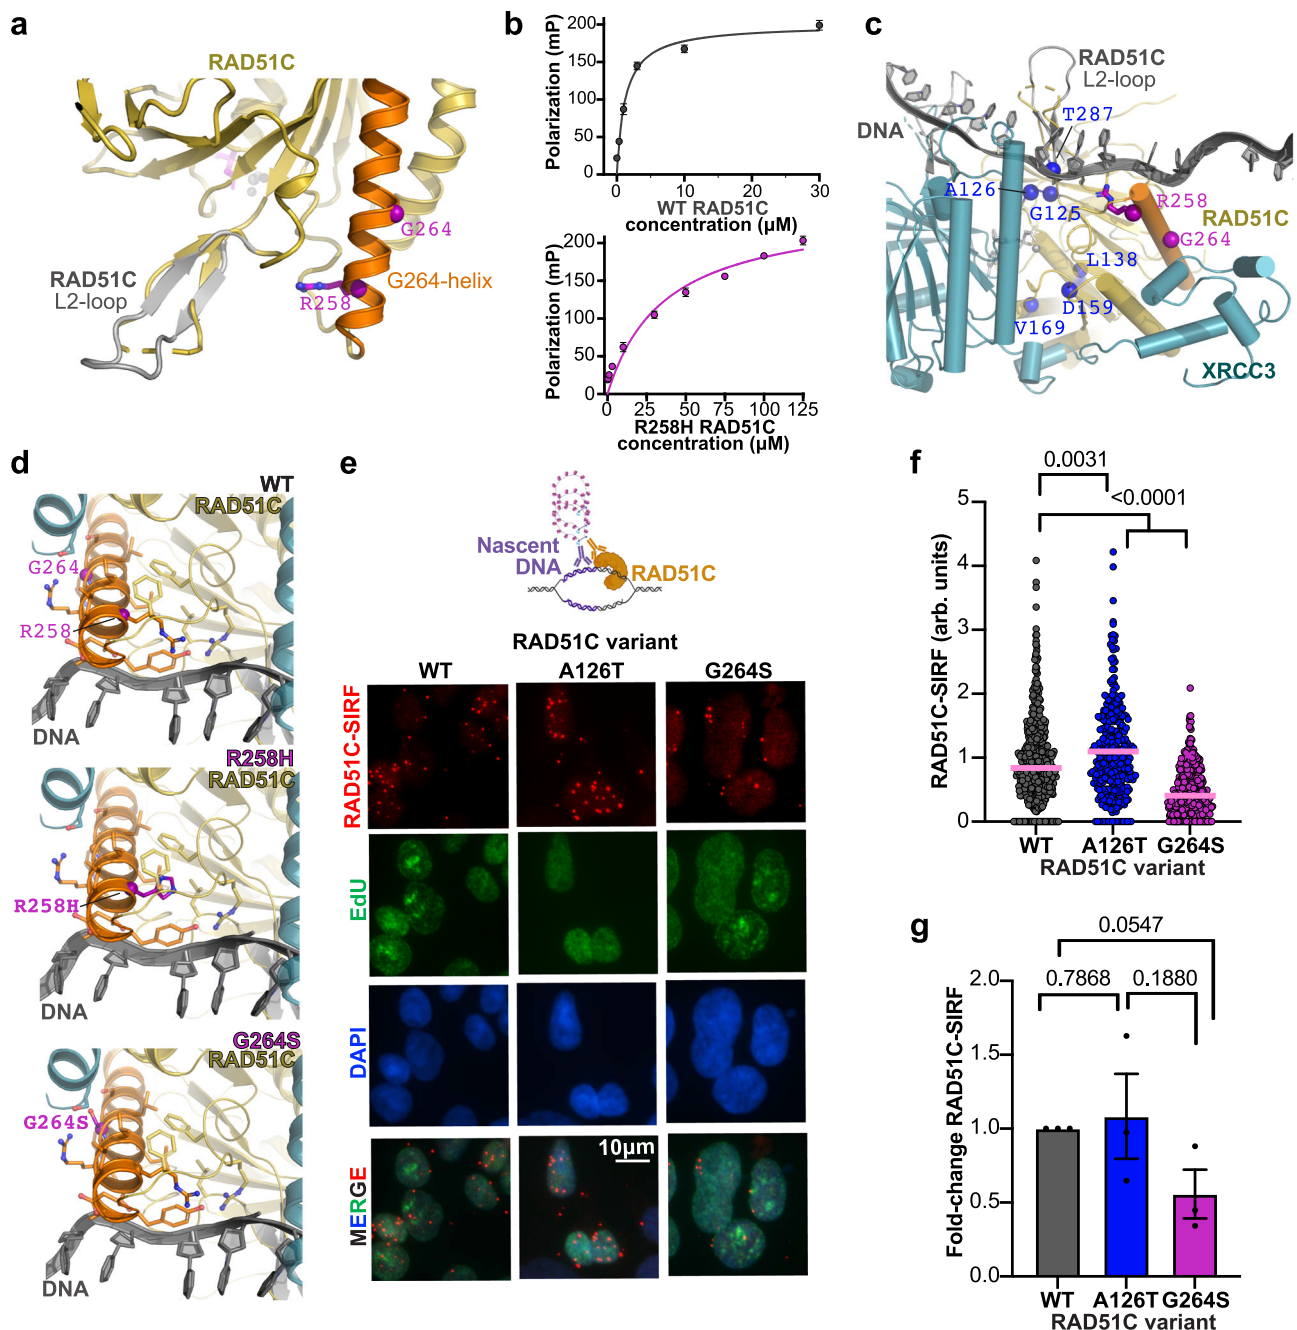 a
RAD51C
G264
RAD51C
L2-loop
G264-helix
R258
b
Polarization (mP)
200
150
100
50
0
0
10
20
30
WT RAD51C
concentration (µM)
Polarization (mP)
200
150
100
50
0
0
25
50
75
100
125
R258H RAD51C
concentration (µM)
c
RAD51C
L2-loop
DNA
T287
A126
G125
R258
RAD51C
G264
L138
D159
V169
XRCC3
d
WT
RAD51C
G264
R258
DNA
R258H
RAD51C
R258H
DNA
G264S
RAD51C
G264S
DNA
e
Nascent
DNA
RAD51C
RAD51C variant
WT
A126T
G264S
RAD51C-SIRF
EdU
DAPI
MERGE
10µm
f
0.0031
<0.0001
RAD51C-SIRF (arb. units)
5
4
3
2
1
0
WT
A126T
G264S
RAD51C variant
g
0.0547
0.7868
0.1880
Fold-change RAD51C-SIRF
2.0
1.5
1.0
0.5
0.0
WT
A126T
G264S
RAD51C variant